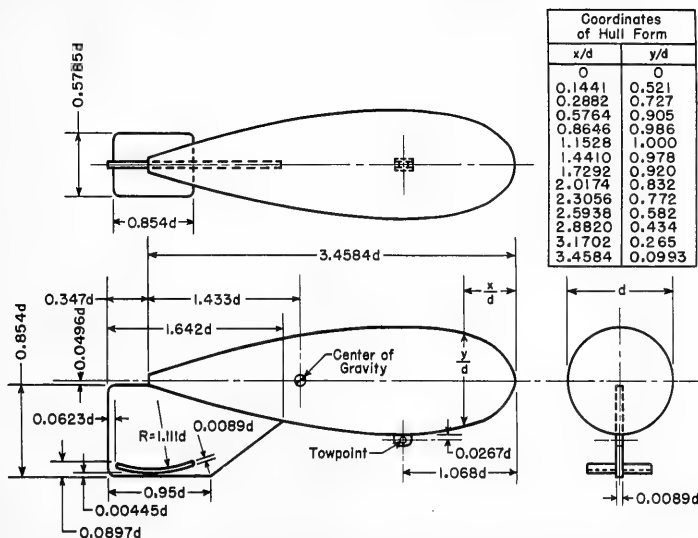 Coordinates
of Hull Form
x/d y/d
0 0
0.1441 0.521
0.2882 0.727
0.5764 0.905
0.8646 0.986
1.1528 1.000
1.4410 0.978
1.7292 0.920
2.0174 0.832
2.3056 0.772
2.5938 0.582
2.8820 0.434
3.1702 0.265
3.4584 0.0993
0.5785d
0.854d
3.4584d
0.347d
1.433d
x/d
d
1.642d
0.0496d
0.854d
Center of
Gravity
y/d
0.0623d
R=1.111d
0.0089d
Towpoint
0.0267d
1.068d
0.95d
0.00445d
0.0897d
0.0089d